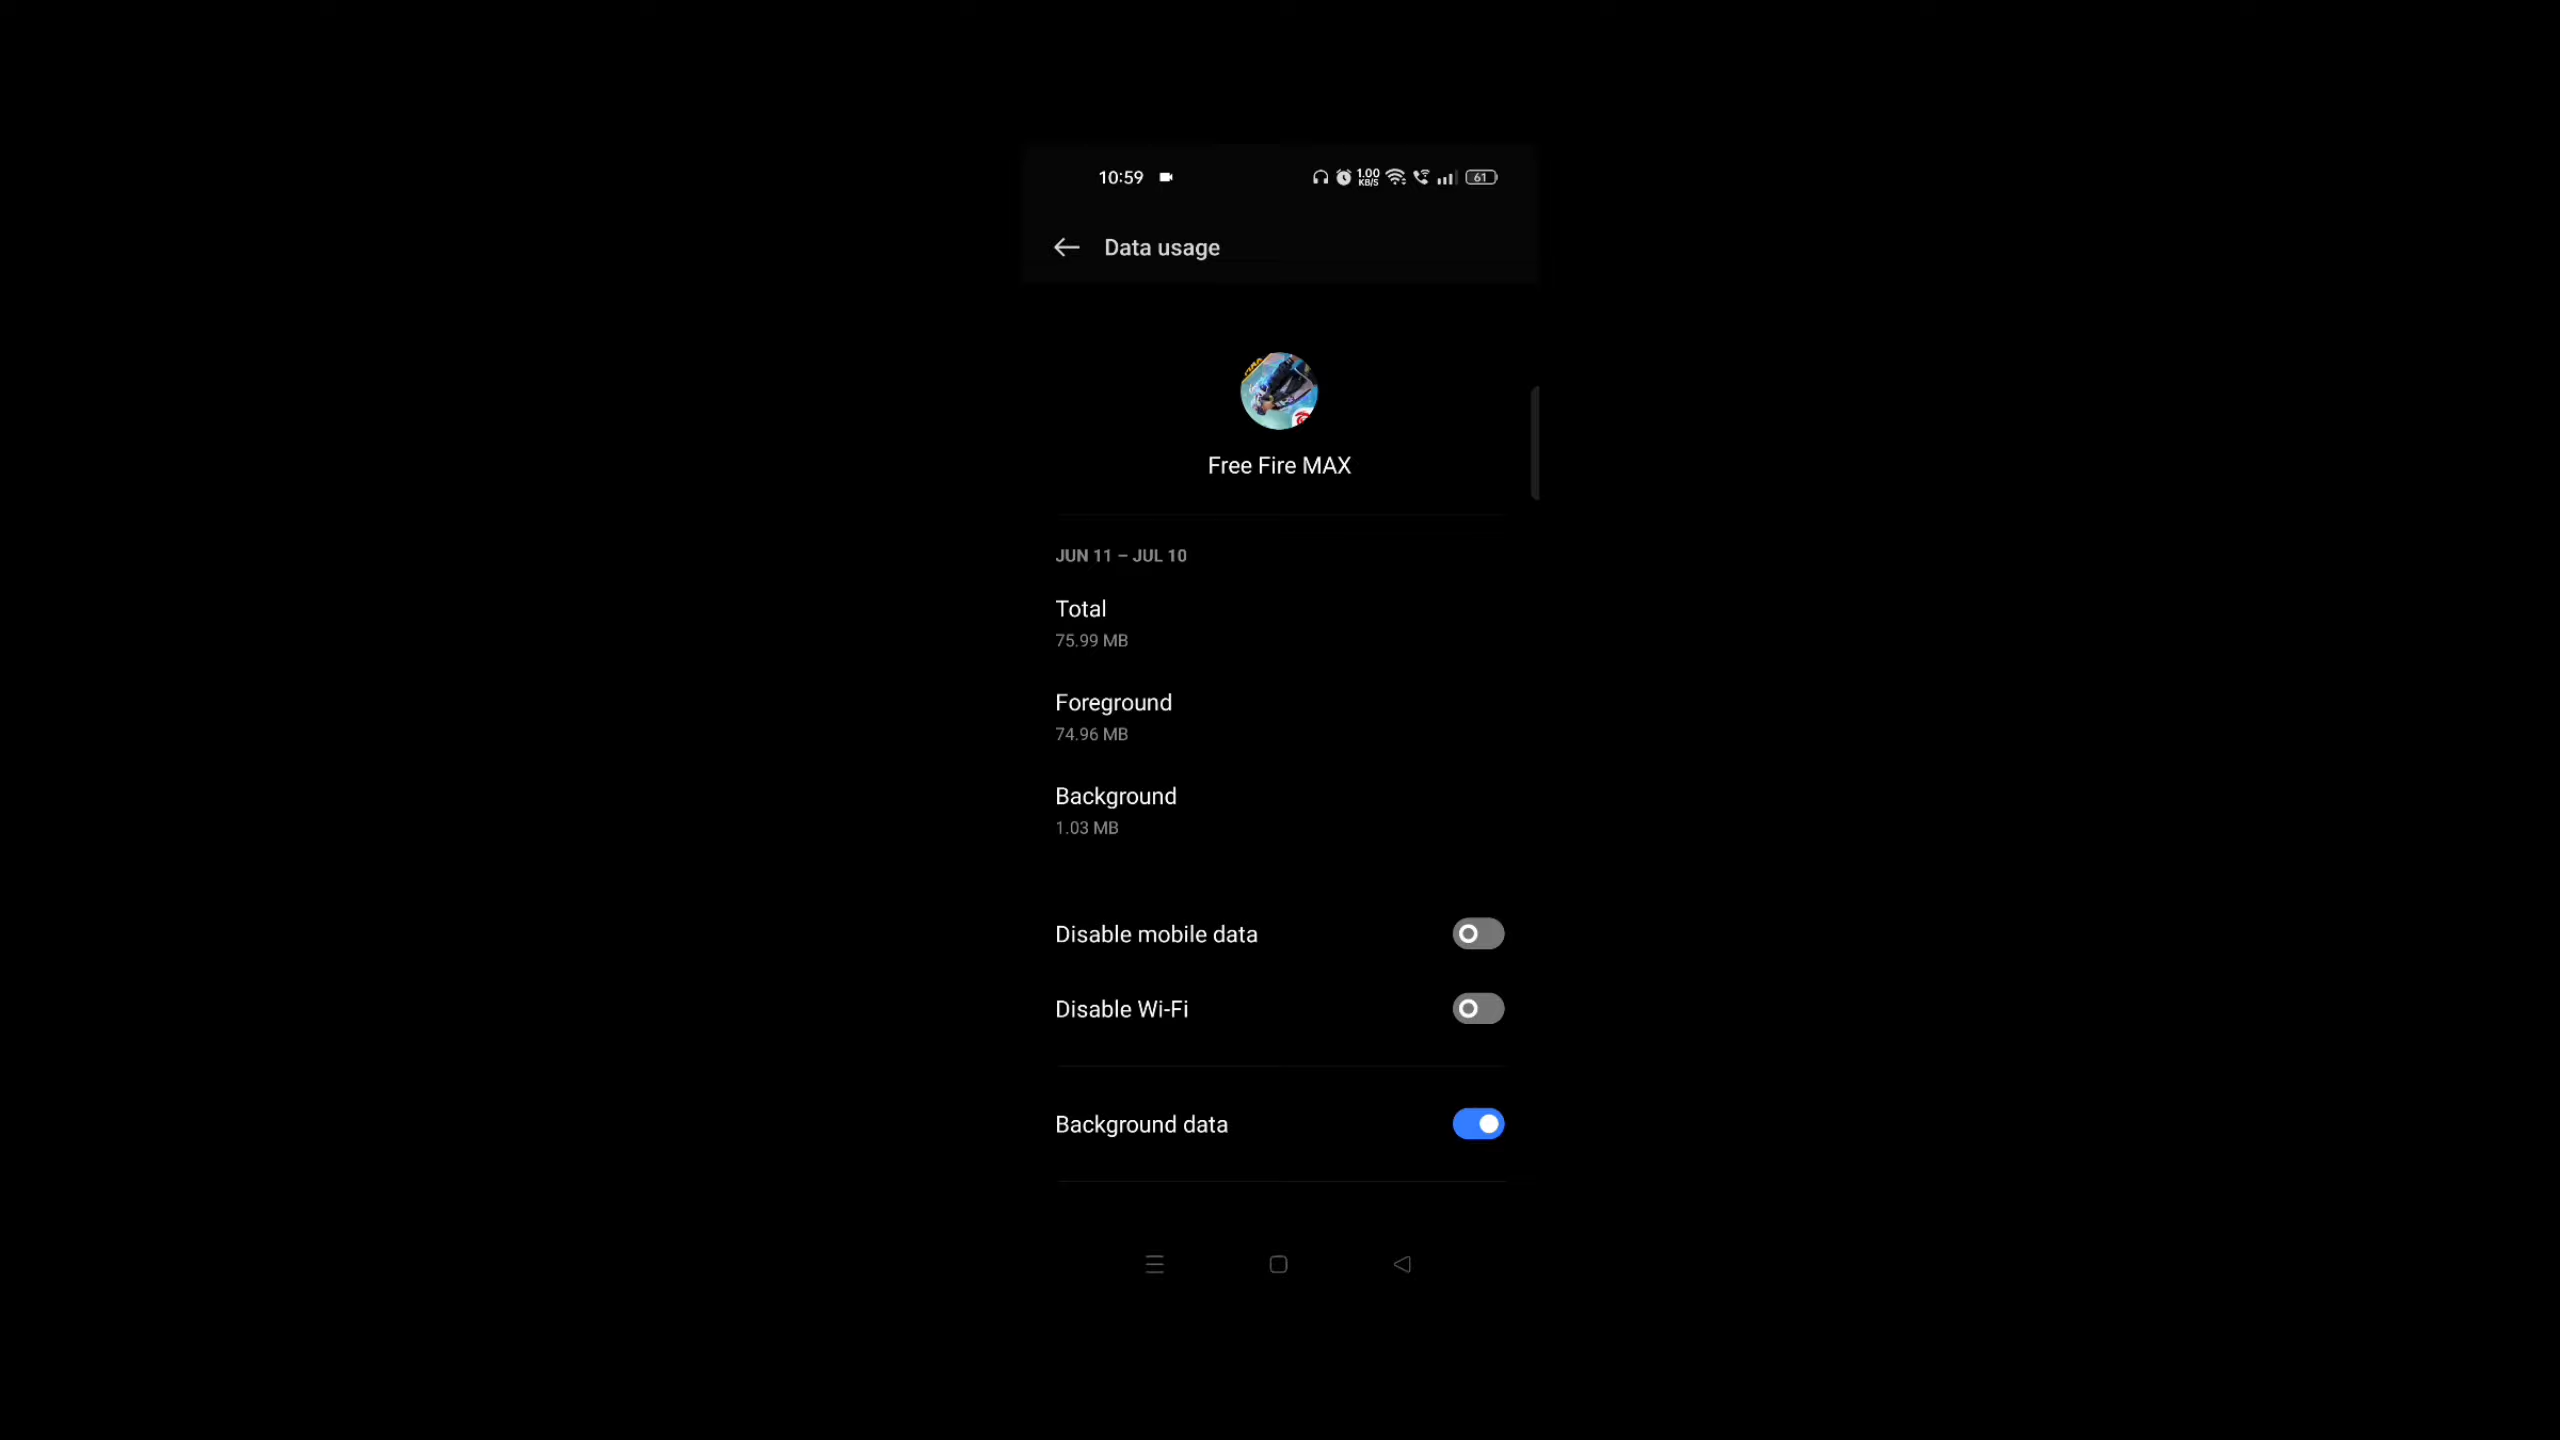 10:59
1.00
KB/S
61
Data usage
Free Fire MAX
JUN 11 – JUL 10
Total
75.99 MB
Foreground
74.96 MB
Background
1.03 MB
Disable mobile data
Disable Wi-Fi
Background data